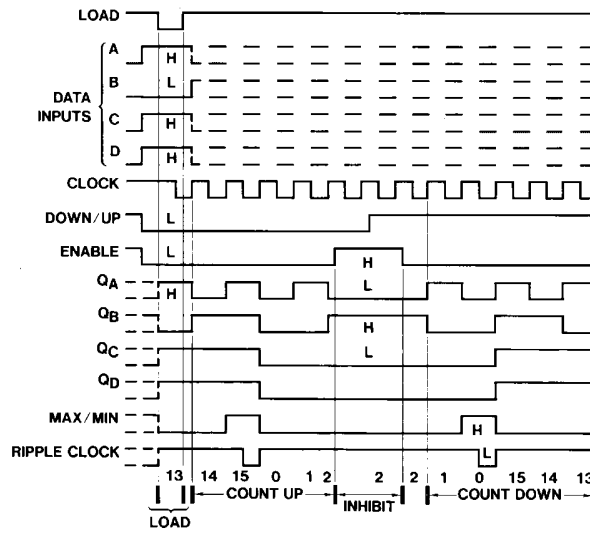 LOAD
A H
B L
DATA INPUTS
C H
D H
CLOCK
DOWN/UP L
ENABLE L H
QA H L
QB H
QC L
QD
MAX/MIN H
RIPPLE CLOCK L
13 14 15 0 1 2 2 2 1 0 15 14 13
COUNT UP INHIBIT COUNT DOWN
LOAD